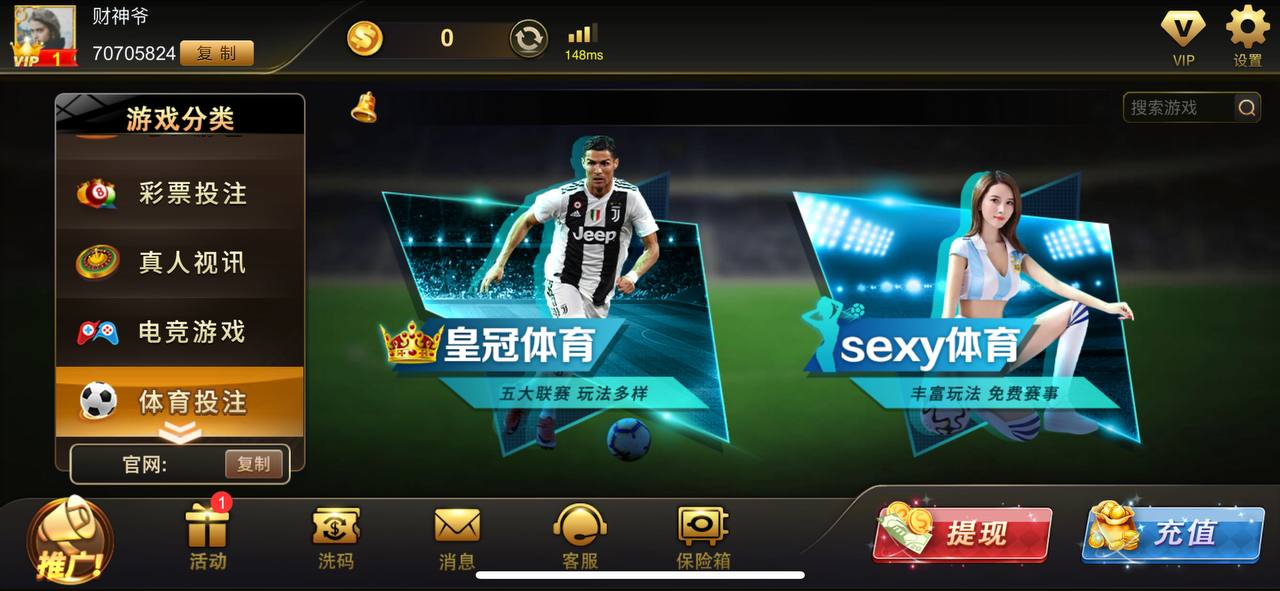 财神爷
VIP 1
70705824
复制
0
148ms
VIP
设置
游戏分类
彩票投注
真人视讯
电竞游戏
体育投注
官网:
复制
搜索游戏
Jeep
皇冠体育
五大联赛 玩法多样
sexy体育
丰富玩法 免费赛事
推广!
1
活动
洗码
消息
客服
保险箱
提现
充值